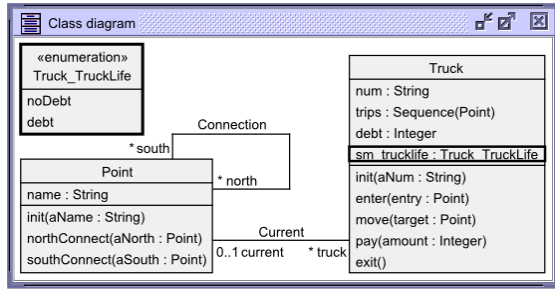 Class diagram
«enumeration»
Truck_TruckLife
noDebt
debt
Truck
num : String
trips : Sequence(Point)
debt : Integer
sm_trucklife : Truck_TruckLife
init(aNum : String)
enter(entry : Point)
move(target : Point)
pay(amount : Integer)
exit()
Connection
* south
* north
Point
name : String
init(aName : String)
northConnect(aNorth : Point)
southConnect(aSouth : Point)
Current
0..1 current * truck